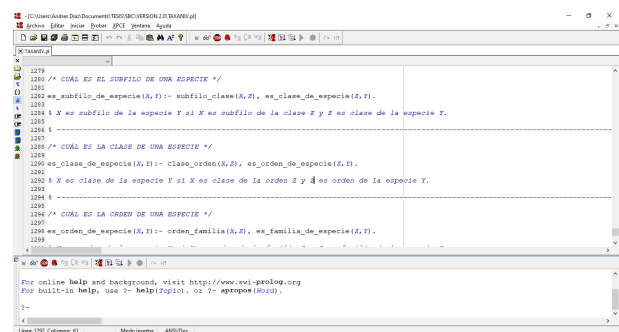 - [C:\Users\Andres Diaz\Documents\TESIS\SBC\VERSION 2.0\TAXANIV.pl]
Archivo Editar Iniciar Probar XPCE Ventana Ayuda
TAXANIV.pl
1279
1280 /* CUÁL ES EL SUBFILO DE UNA ESPECIE */
1281
1282 es_subfilo_de_especie(X,Y):- subfilo_clase(X,Z), es_clase_de_especie(Z,Y).
1283
1284 % X es subfilo de la especie Y si X es subfilo de la clase Z y Z es clase de la especie Y.
1285
1286 % ----------------------------------------------------------------
1287
1288 /* CUÁL ES LA CLASE DE UNA ESPECIE */
1289
1290 es_clase_de_especie(X,Y):- clase_orden(X,Z), es_orden_de_especie(Z,Y).
1291
1292 % X es clase de la especie Y si X es clase de la orden Z y Z es orden de la especie Y.
1293
1294 % ----------------------------------------------------------------
1295
1296 /* CUÁL ES LA ORDEN DE UNA ESPECIE */
1297
1298 es_orden_de_especie(X,Y):- orden_familia(X,Z), es_familia_de_especie(Z,Y).
1299
For online help and background, visit http://www.swi-prolog.org
For built-in help, use ?- help(Topic). or ?- apropos(Word).
?-
Línea: 1292 Columna: 61 Modo insertar ANSI/Dos